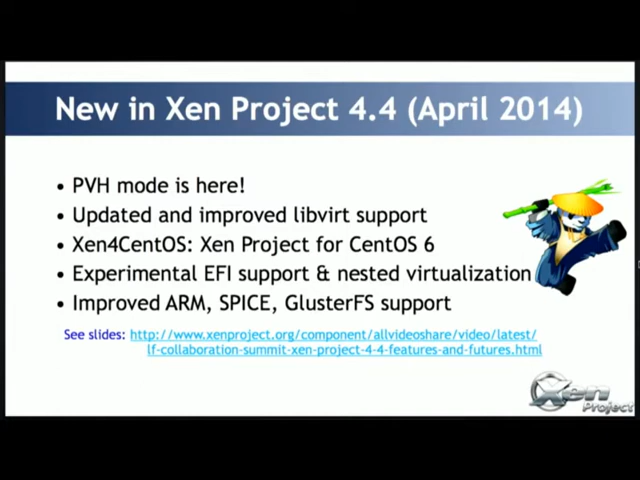 New in Xen Project 4.4 (April 2014)
• PVH mode is here!
• Updated and improved libvirt support
• Xen4CentOS: Xen Project for CentOS 6
• Experimental EFI support & nested virtualization
• Improved ARM, SPICE, GlusterFS support
See slides: http://www.xenproject.org/component/allvideoshare/video/latest/
lf-collaboration-summit-xen-project-4-4-features-and-futures.html
Xen
Project